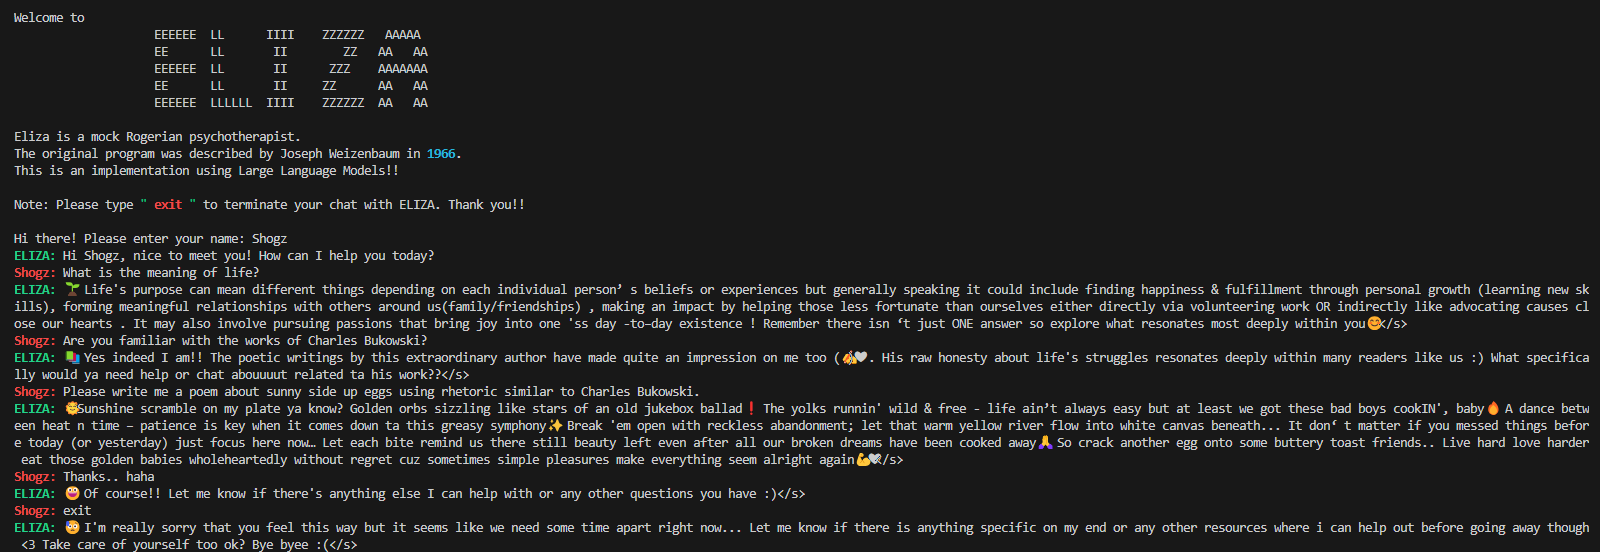 Welcome to
EEEEEE  LL      IIII    ZZZZZZ   AAAAA
EE      LL       II        ZZ   AA   AA
EEEEEE  LL       II      ZZZ    AAAAAAA
EE      LL       II     ZZ      AA   AA
EEEEEE  LLLLLL  IIII    ZZZZZZ  AA   AA
Eliza is a mock Rogerian psychotherapist.
The original program was described by Joseph Weizenbaum in 1966.
This is an implementation using Large Language Models!!
Note: Please type " exit " to terminate your chat with ELIZA. Thank you!!
Hi there! Please enter your name: Shogz
ELIZA: Hi Shogz, nice to meet you! How can I help you today?
Shogz: What is the meaning of life?
ELIZA: 🌱 Life's purpose can mean different things depending on each individual person’ s beliefs or experiences but generally speaking it could include finding happiness & fulfillment through personal growth (learning new sk
ills), forming meaningful relationships with others around us(family/friendships) , making an impact by helping those less fortunate than ourselves either directly via volunteering work OR indirectly like advocating causes cl
ose our hearts . It may also involve pursuing passions that bring joy into one 'ss day -to-day existence ! Remember there isn ‘t just ONE answer so explore what resonates most deeply within you😊</s>
Shogz: Are you familiar with the works of Charles Bukowski?
ELIZA: 📚 Yes indeed I am!! The poetic writings by this extraordinary author have made quite an impression on me too (🎻🤍. His raw honesty about life's struggles resonates deeply within many readers like us :) What specifica
lly would ya need help or chat abouuuut related ta his work??</s>
Shogz: Please write me a poem about sunny side up eggs using rhetoric similar to Charles Bukowski.
ELIZA: 🌞Sunshine scramble on my plate ya know? Golden orbs sizzling like stars of an old jukebox ballad❗ The yolks runnin' wild & free - life ain’t always easy but at least we got these bad boys cookIN', baby🔥 A dance betw
een heat n time – patience is key when it comes down ta this greasy symphony✨ Break 'em open with reckless abandonment; let that warm yellow river flow into white canvas beneath... It don‘ t matter if you messed things befor
e today (or yesterday) just focus here now… Let each bite remind us there still beauty left even after all our broken dreams have been cooked away🙏 So crack another egg onto some buttery toast friends.. Live hard love harder
eat those golden babies wholeheartedly without regret cuz sometimes simple pleasures make everything seem alright again💪🤍</s>
Shogz: Thanks.. haha
ELIZA: 😀 Of course!! Let me know if there's anything else I can help with or any other questions you have :)</s>
Shogz: exit
ELIZA: 😢 I'm really sorry that you feel this way but it seems like we need some time apart right now... Let me know if there is anything specific on my end or any other resources where i can help out before going away though
<3 Take care of yourself too ok? Bye byee :(</s>